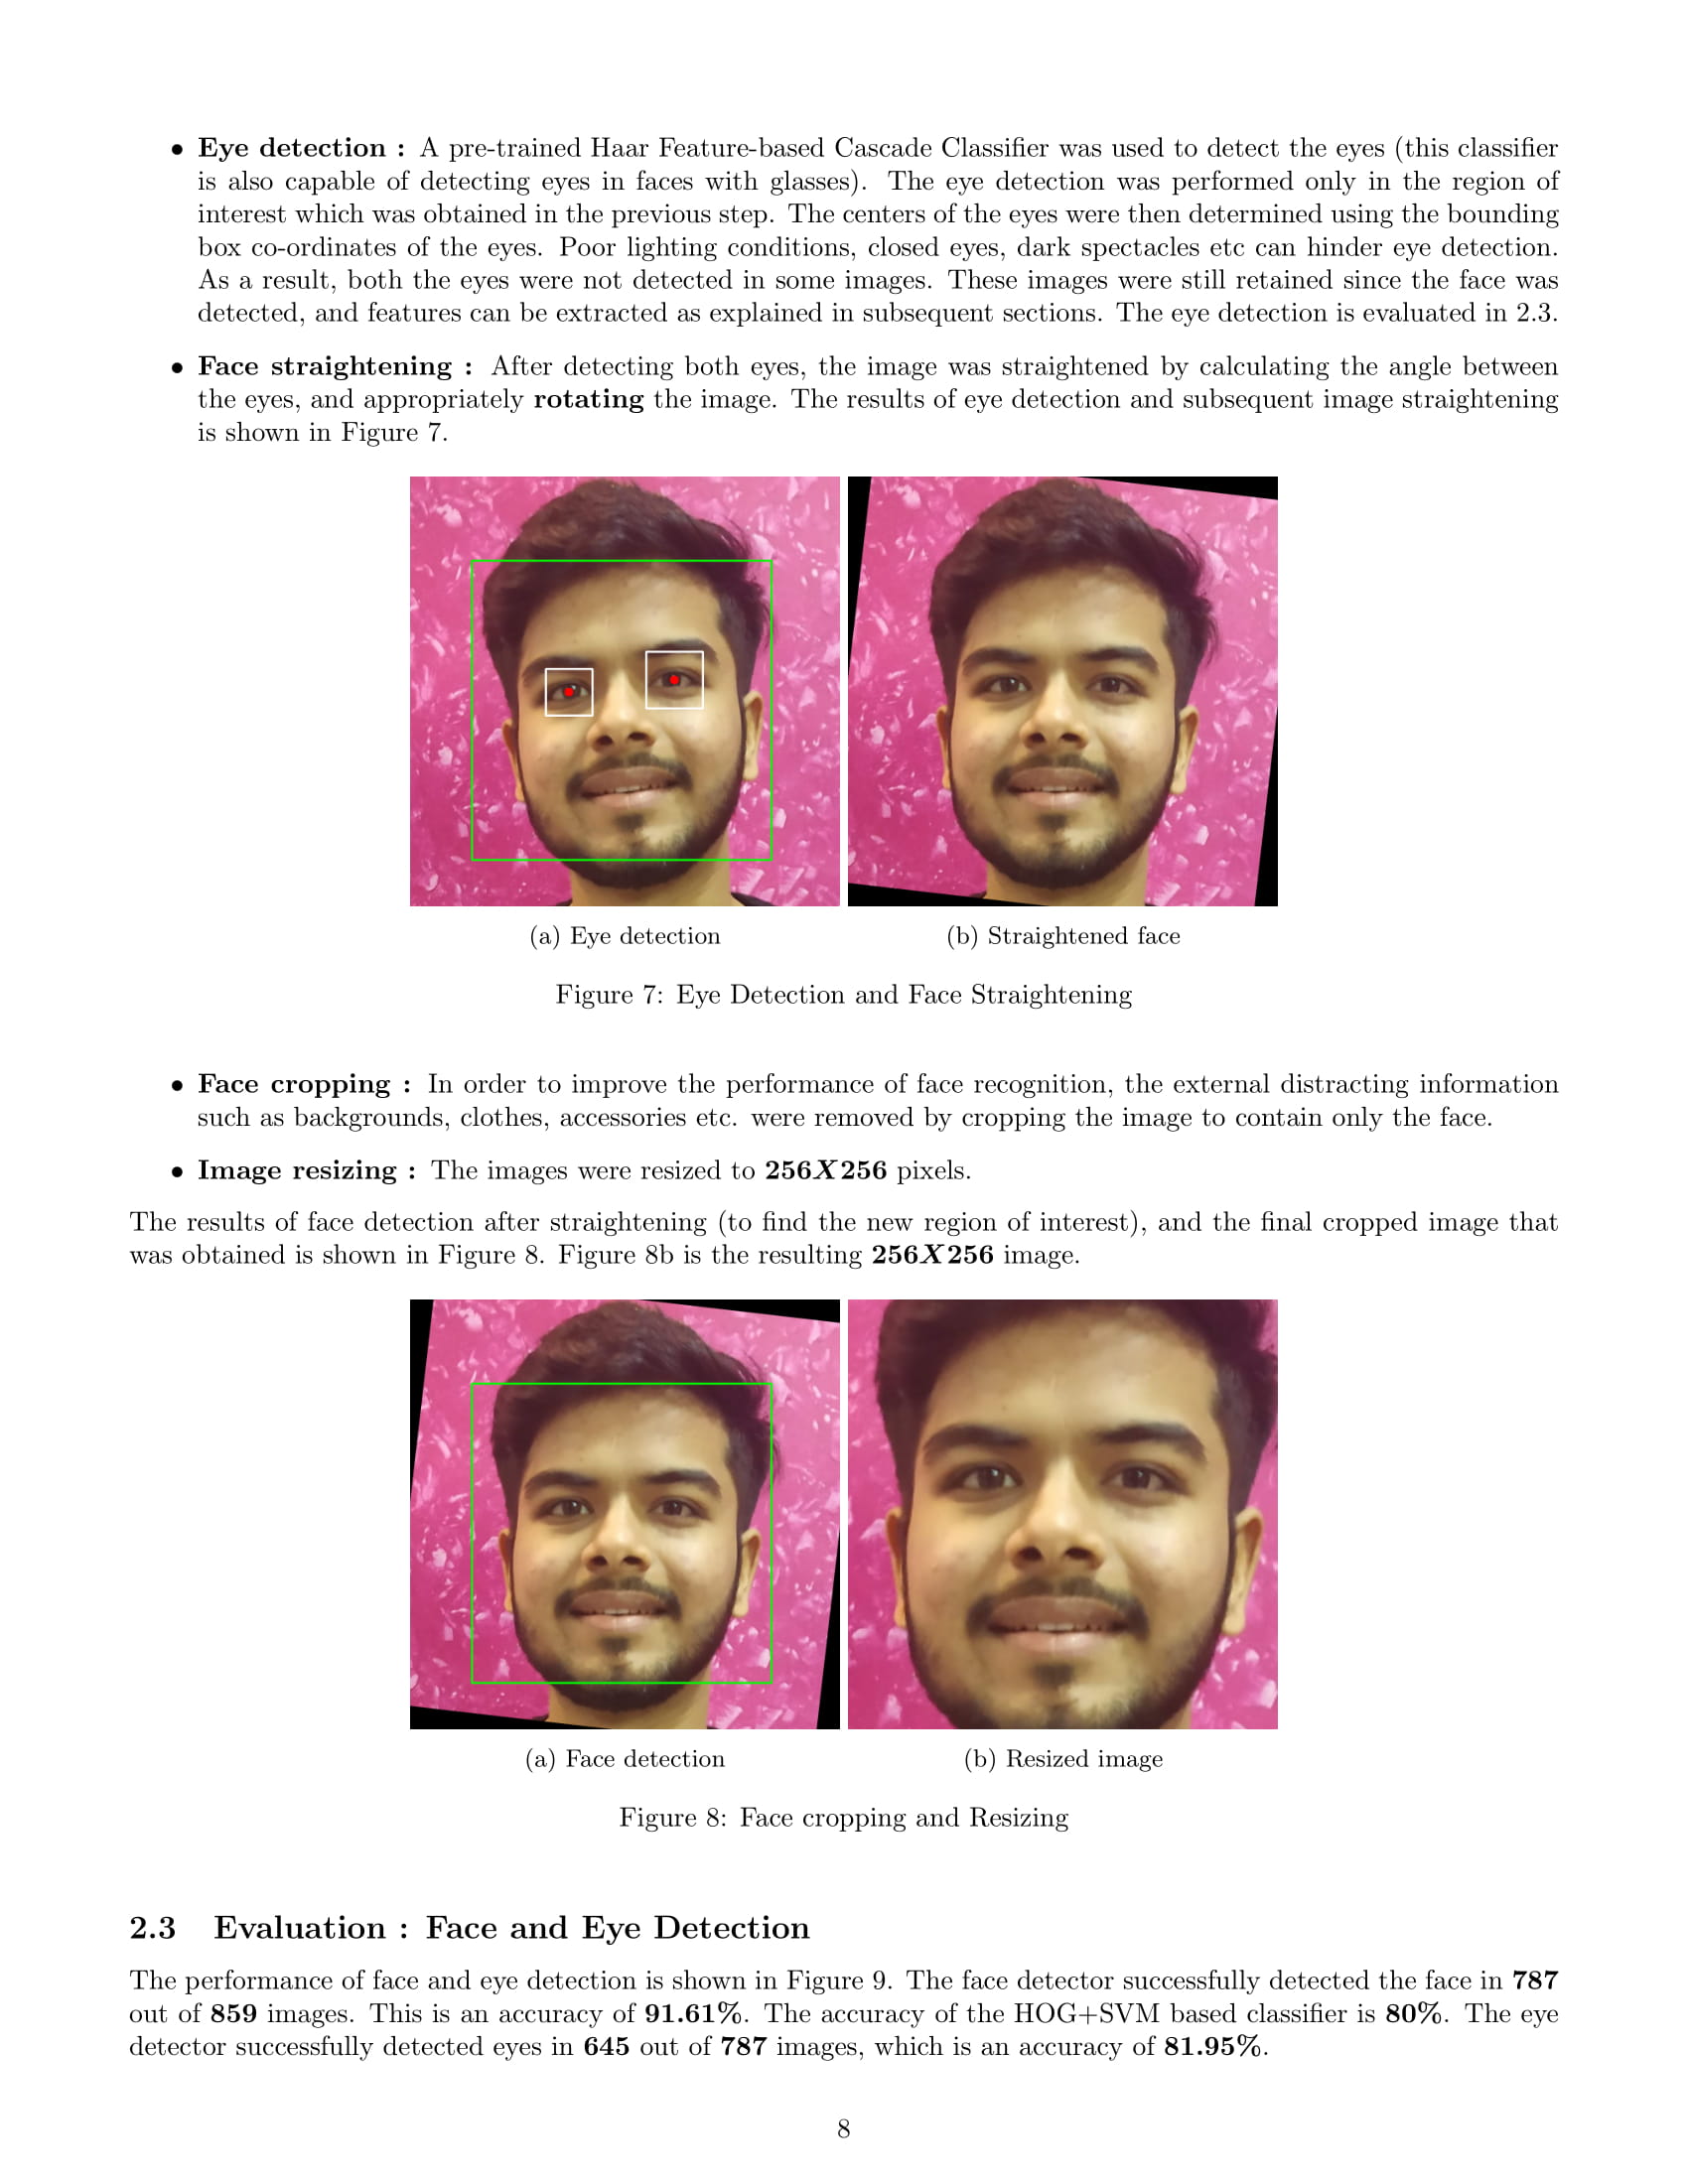 • Eye detection : A pre-trained Haar Feature-based Cascade Classifier was used to detect the eyes (this classifier
is also capable of detecting eyes in faces with glasses). The eye detection was performed only in the region of
interest which was obtained in the previous step. The centers of the eyes were then determined using the bounding
box co-ordinates of the eyes. Poor lighting conditions, closed eyes, dark spectacles etc can hinder eye detection.
As a result, both the eyes were not detected in some images. These images were still retained since the face was
detected, and features can be extracted as explained in subsequent sections. The eye detection is evaluated in 2.3.
• Face straightening : After detecting both eyes, the image was straightened by calculating the angle between
the eyes, and appropriately rotating the image. The results of eye detection and subsequent image straightening
is shown in Figure 7.
(a) Eye detection
(b) Straightened face
Figure 7: Eye Detection and Face Straightening
• Face cropping : In order to improve the performance of face recognition, the external distracting information
such as backgrounds, clothes, accessories etc. were removed by cropping the image to contain only the face.
• Image resizing : The images were resized to 256X256 pixels.
The results of face detection after straightening (to find the new region of interest), and the final cropped image that
was obtained is shown in Figure 8. Figure 8b is the resulting 256X256 image.
(a) Face detection
(b) Resized image
Figure 8: Face cropping and Resizing
2.3 Evaluation : Face and Eye Detection
The performance of face and eye detection is shown in Figure 9. The face detector successfully detected the face in 787
out of 859 images. This is an accuracy of 91.61%. The accuracy of the HOG+SVM based classifier is 80%. The eye
detector successfully detected eyes in 645 out of 787 images, which is an accuracy of 81.95%.
8